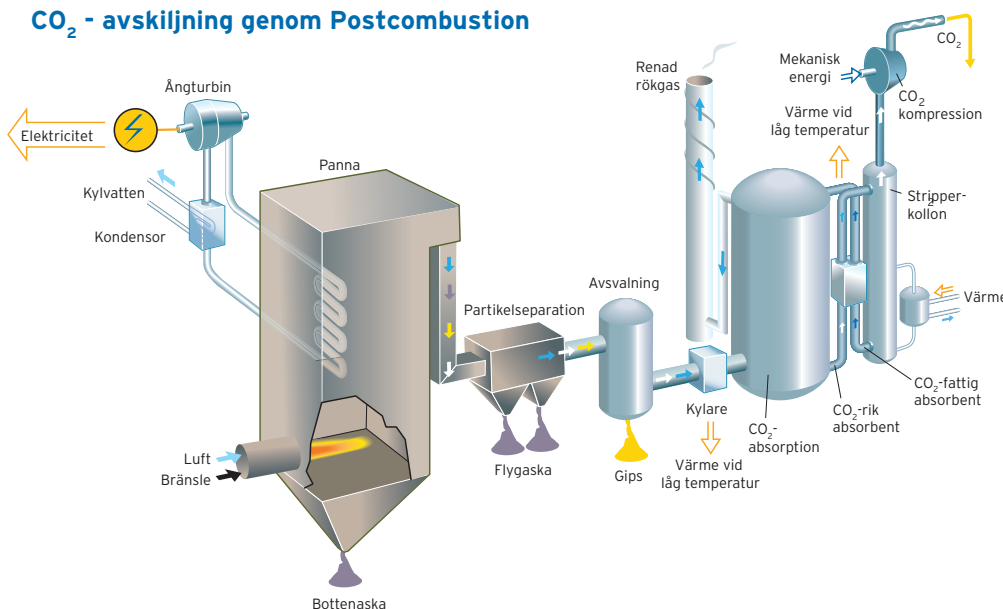 CO₂ - avskiljning genom Postcombustion
CO₂
Mekanisk
energi
Renad
rökgas
Ångturbin
CO₂
kompression
Värme vid
låg temperatur
Elektricitet
Panna
Kylvatten
Stripper-
kollon
Kondensor
Avsvalning
Värme
Partikelseparation
CO₂-fattig
absorbent
CO₂-rik
absorbent
Kylare
CO₂-
absorption
Luft
Bränsle
Flygaska
Gips
Värme vid
låg temperatur
Bottenaska